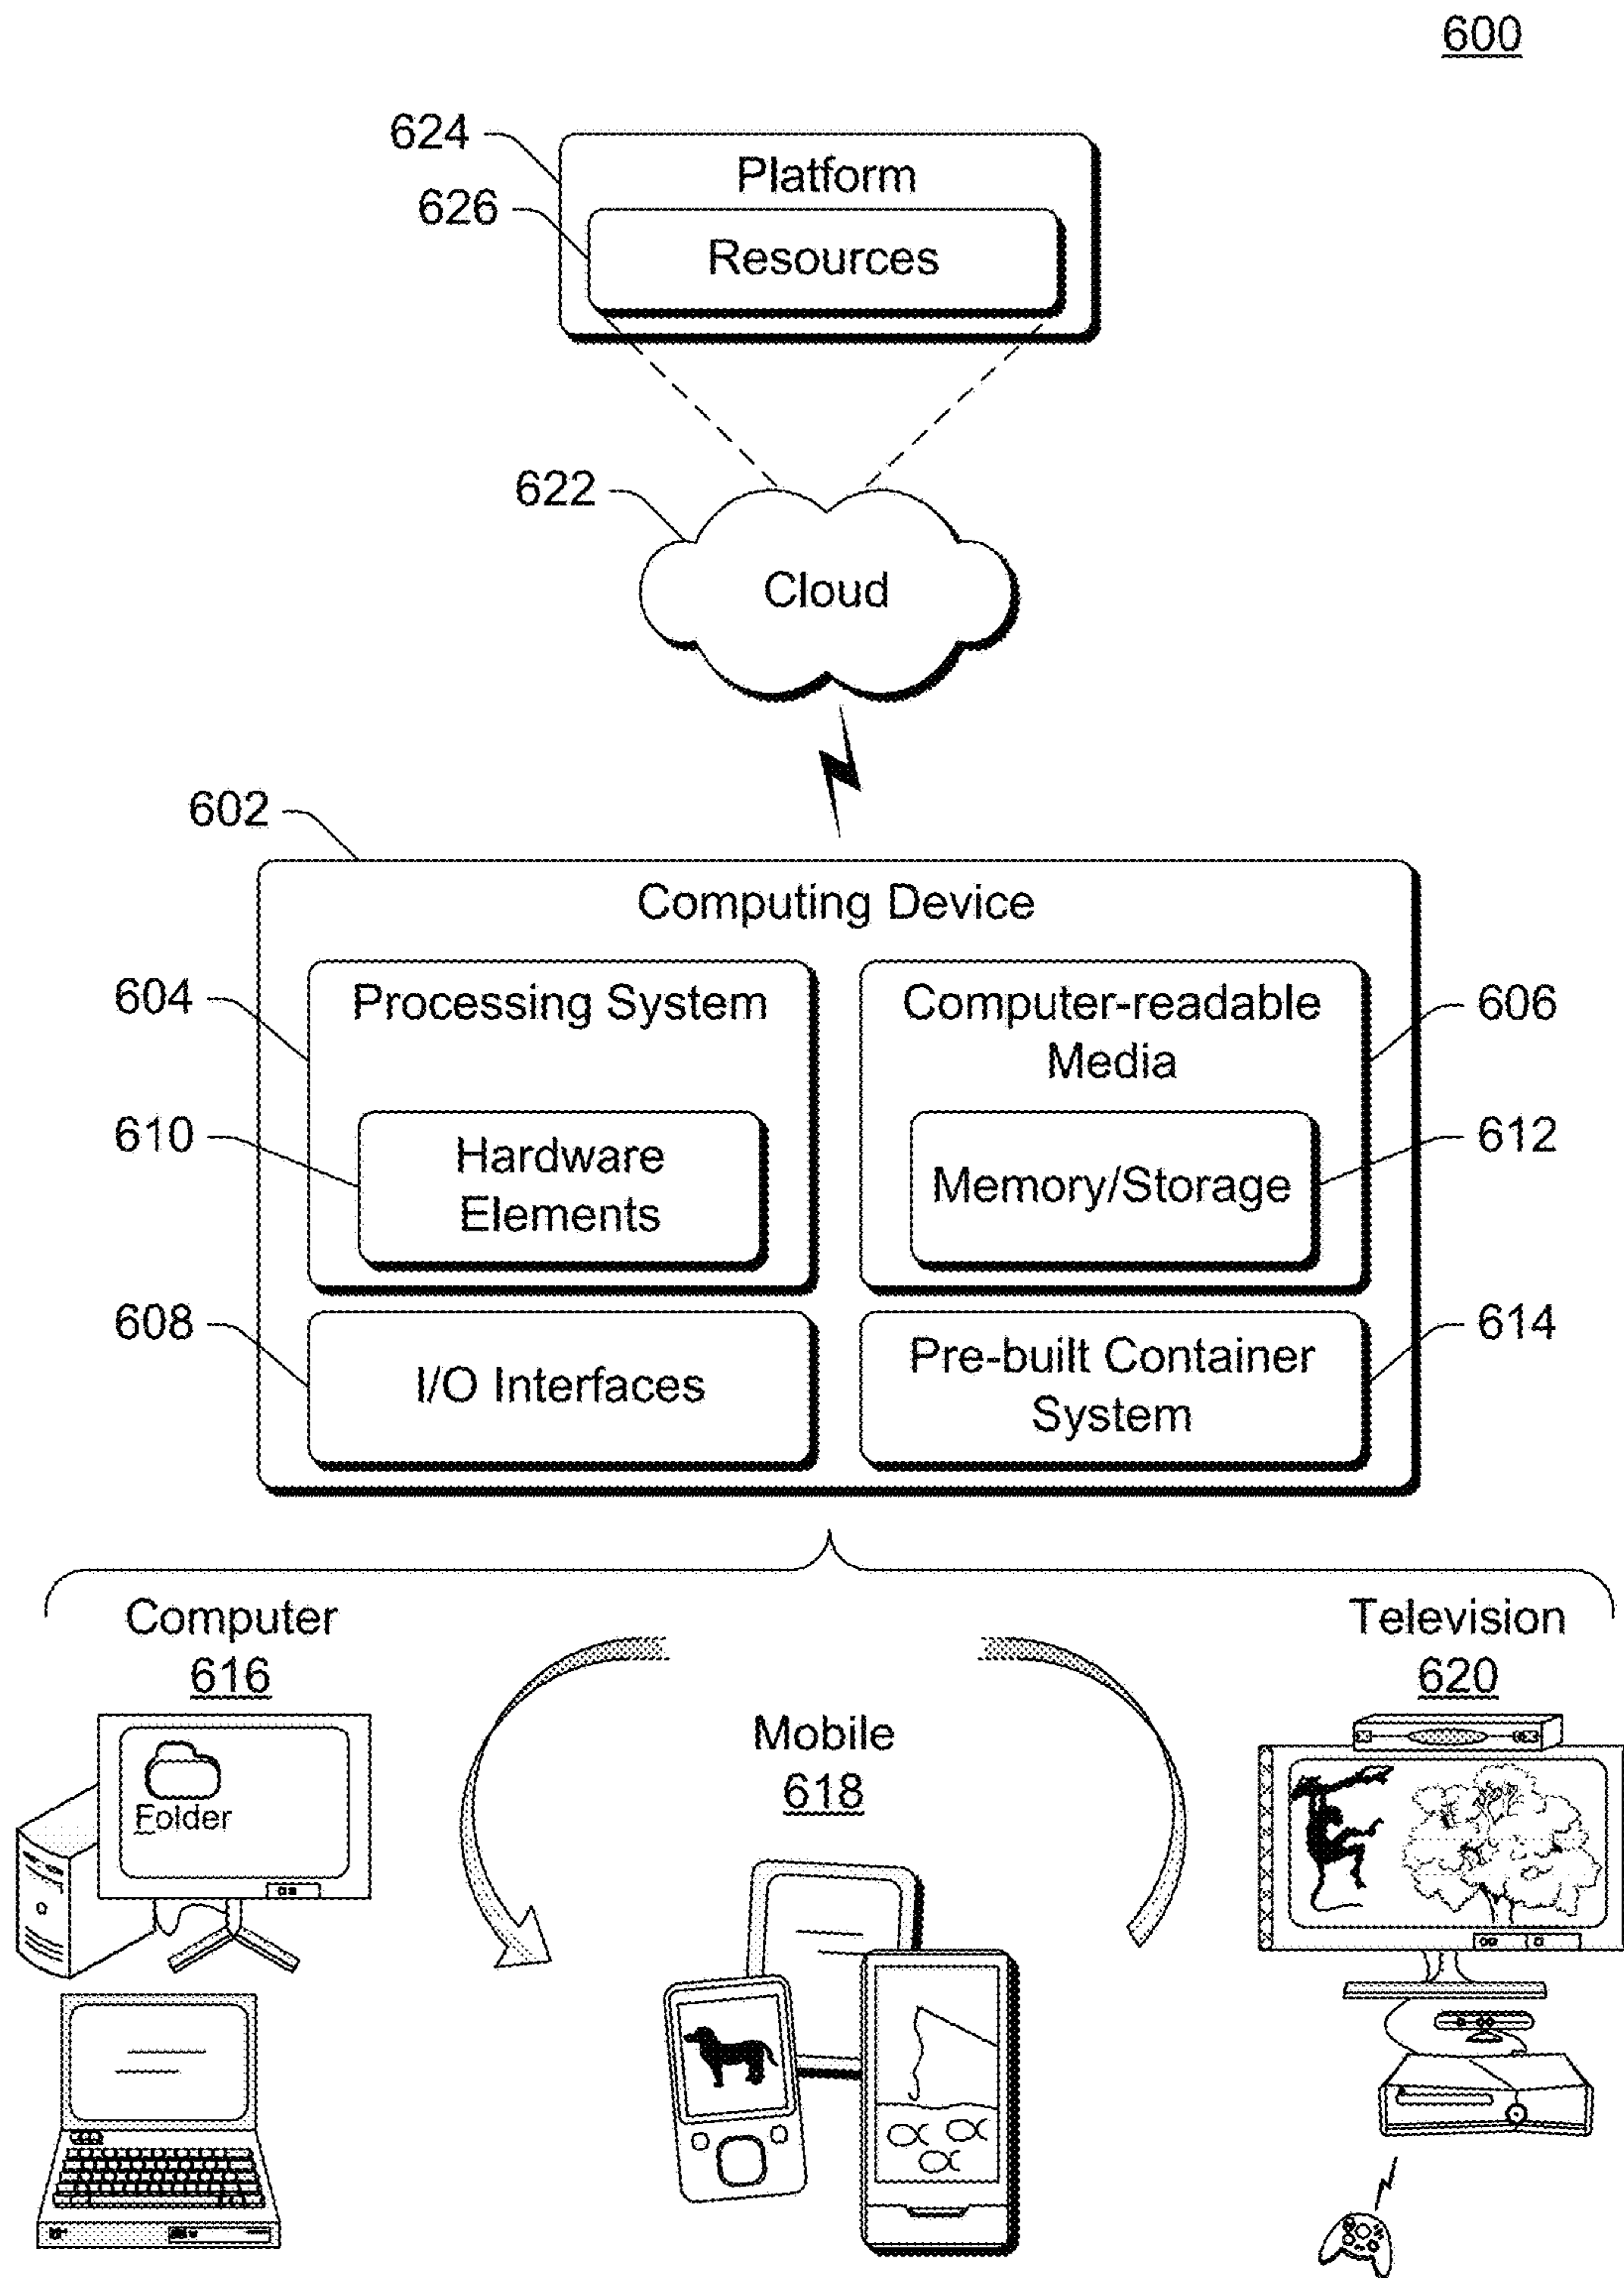 600
624
Platform
626
Resources
622
Cloud
602
Computing Device
604
Processing System
Computer-readable
Media
606
610
Hardware
Elements
Memory/Storage
612
608
I/O Interfaces
Pre-built Container
System
614
Computer
616
Folder
Mobile
618
Television
620